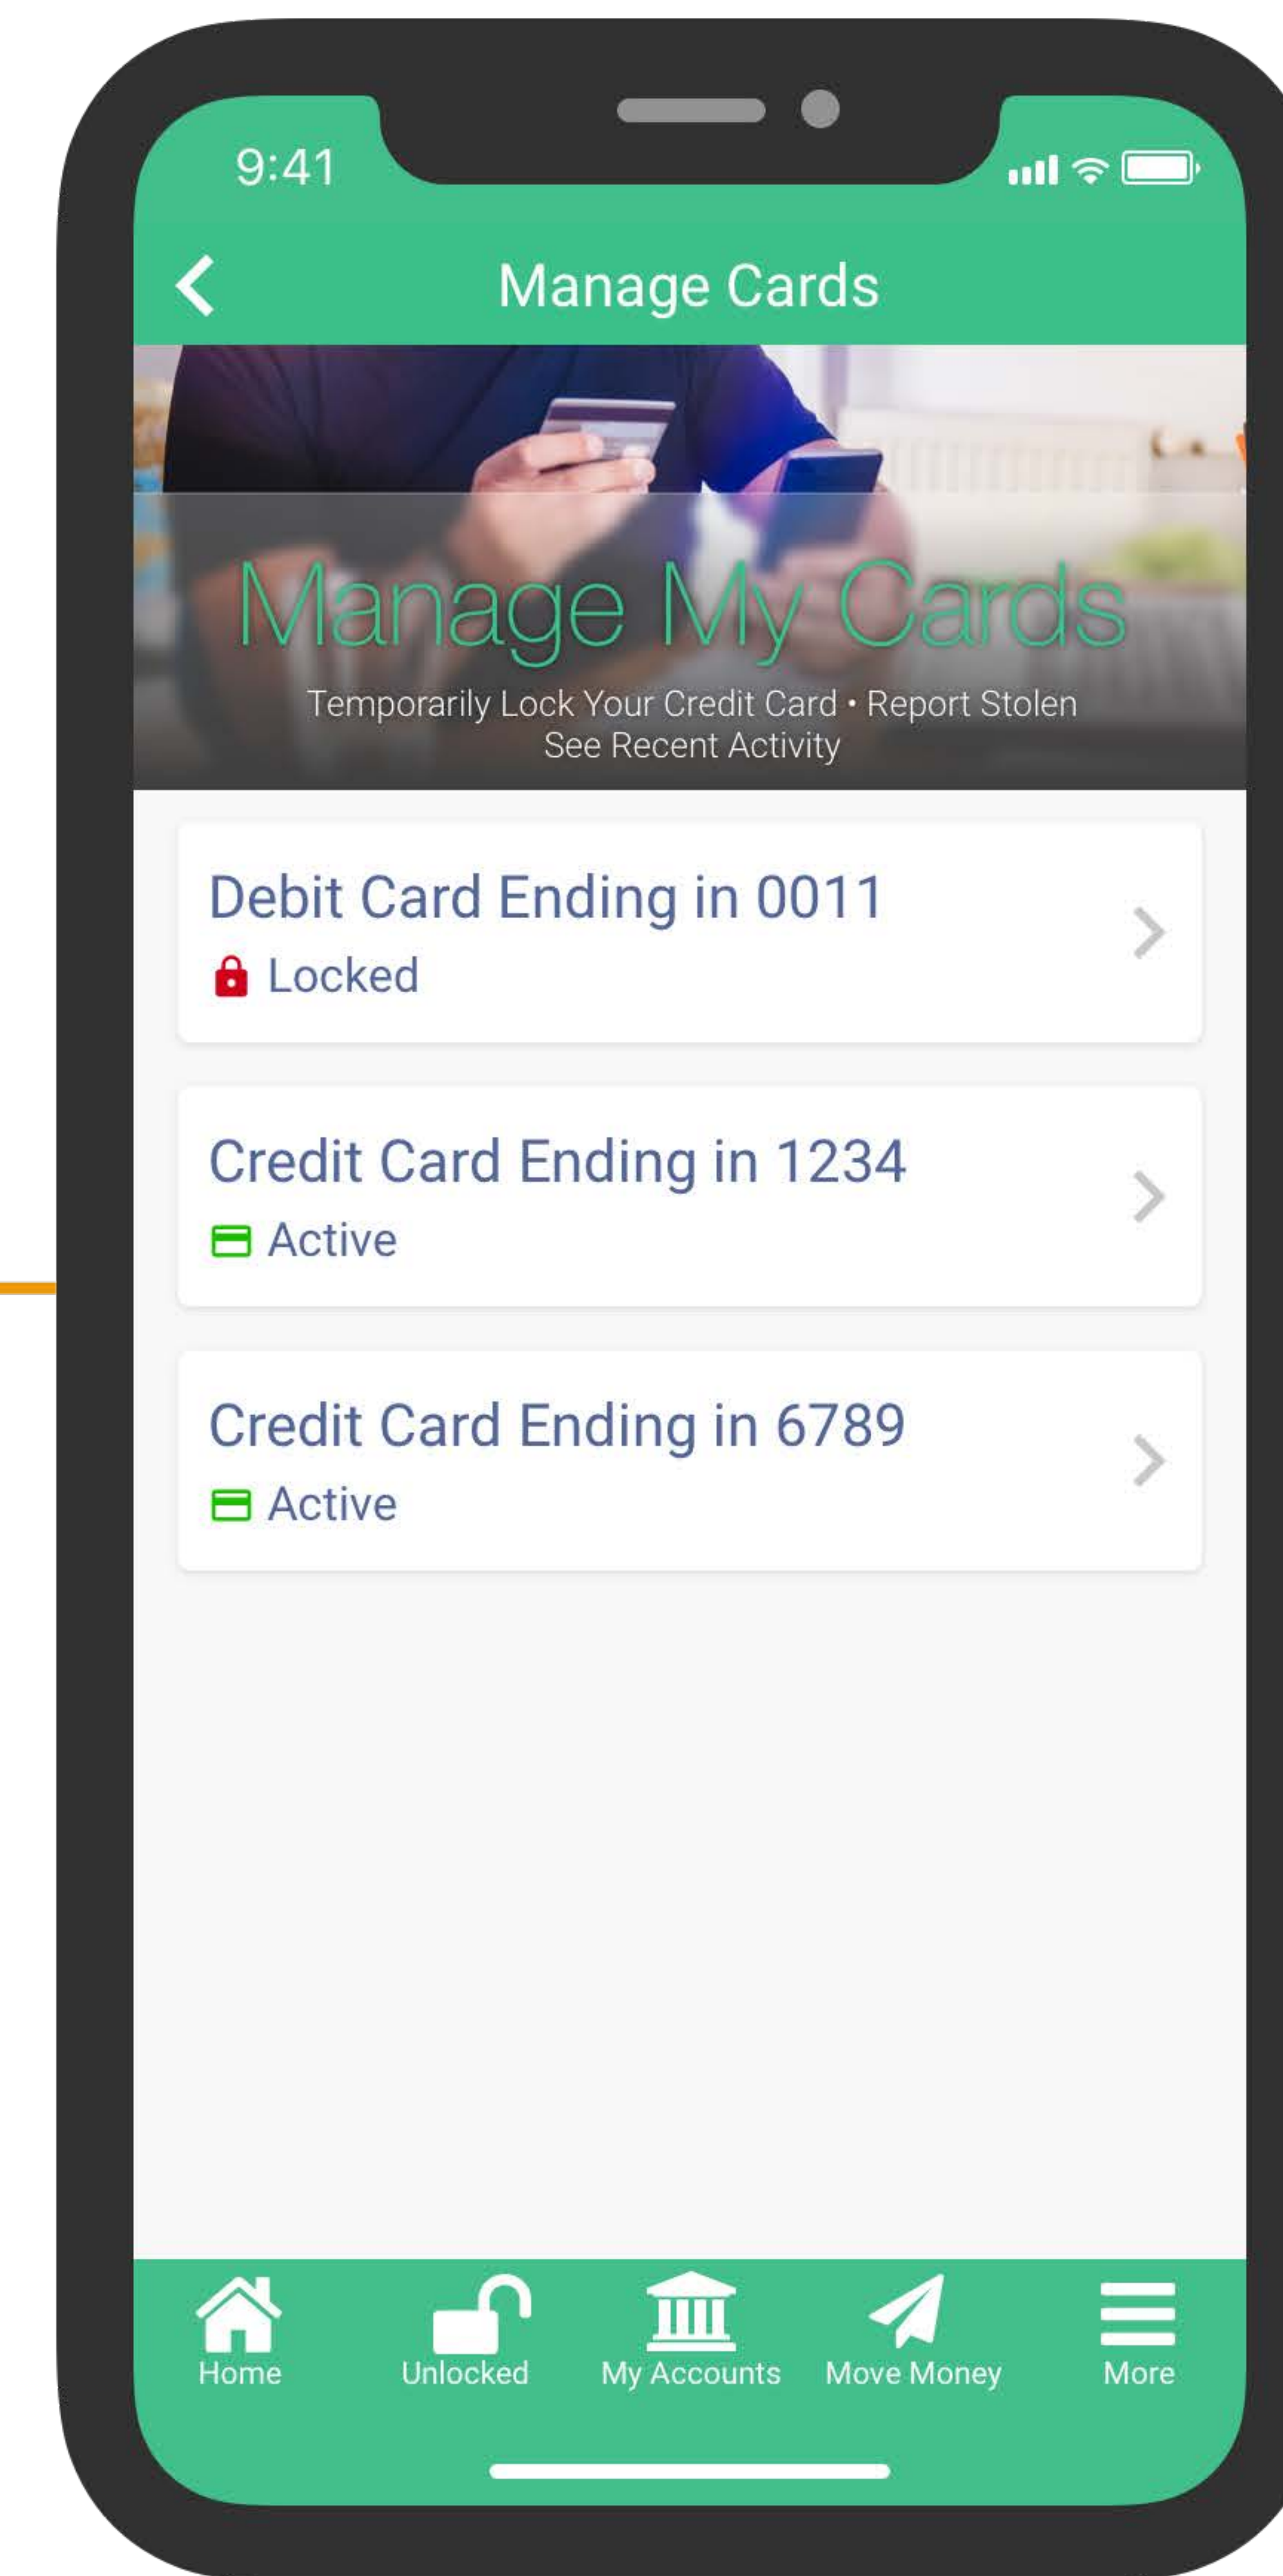 9:41
Manage Cards
Manage My Cards
Temporarily Lock Your Credit Card • Report Stolen
See Recent Activity
Debit Card Ending in 0011
Locked
Credit Card Ending in 1234
Active
Credit Card Ending in 6789
Active
Home Unlocked My Accounts Move Money More